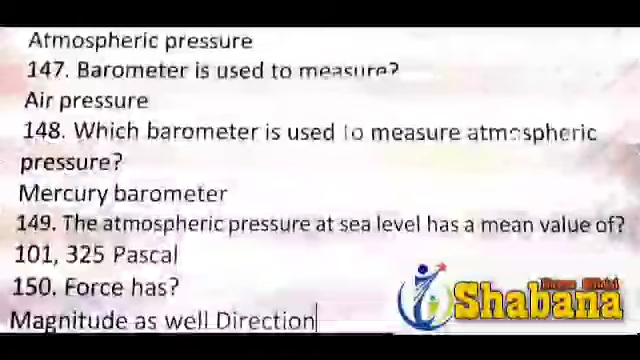 Atmospheric pressure
147. Barometer is used to measure?
Air pressure
148. Which barometer is used to measure atmospheric
pressure?
Mercury barometer
149. The atmospheric pressure at sea level has a mean value of?
101, 325 Pascal
150. Force has?
Magnitude as well Direction
Shabana